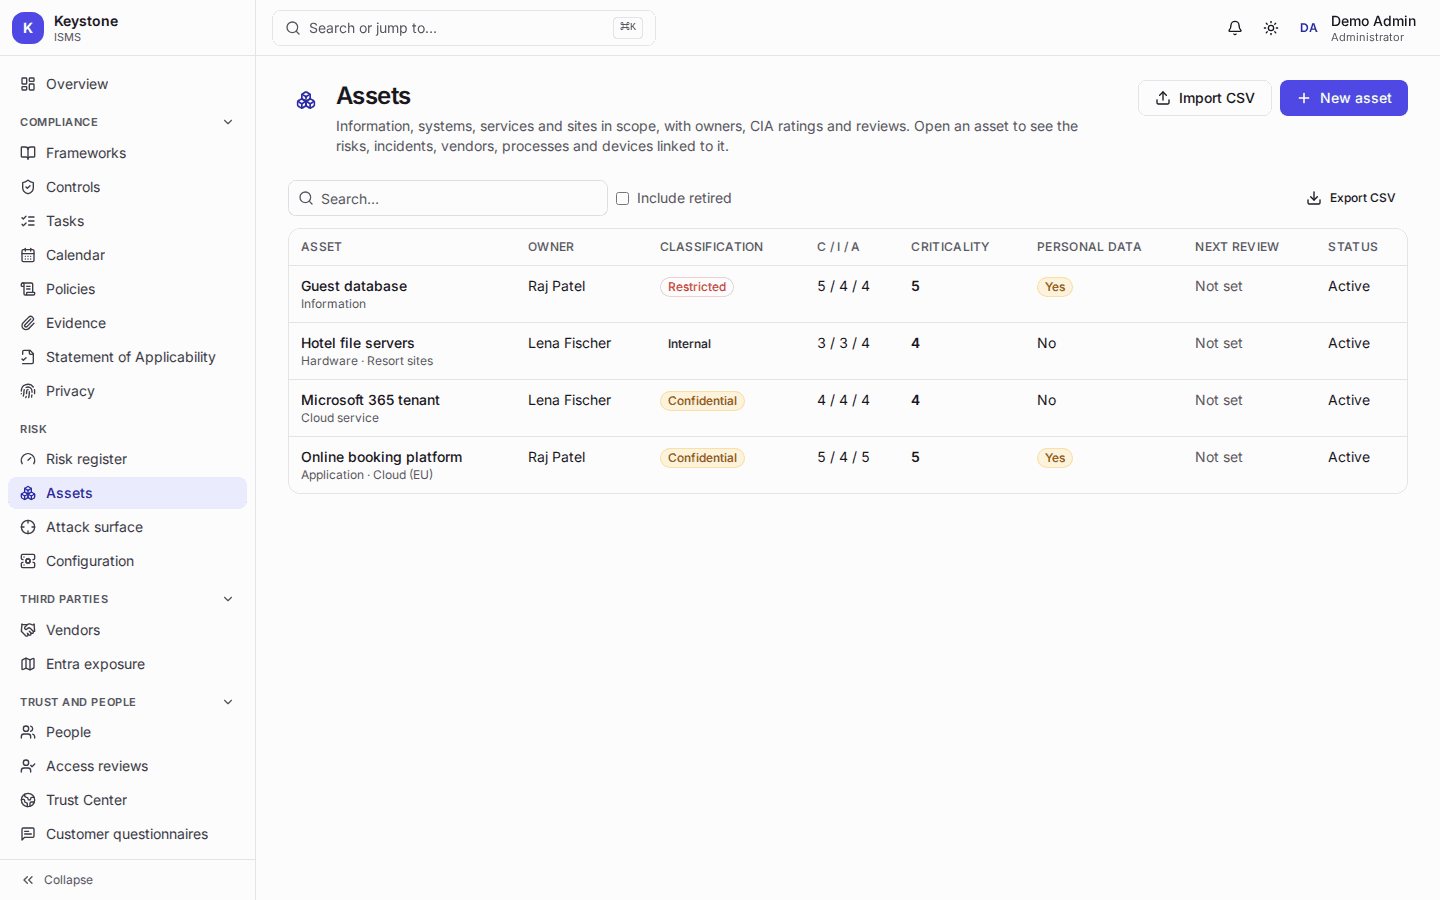 K
Keystone
ISMS
Search or jump to...
⌘K
DA
Demo Admin
Administrator
Overview
COMPLIANCE
Frameworks
Controls
Tasks
Calendar
Policies
Evidence
Statement of Applicability
Privacy
RISK
Risk register
Assets
Attack surface
Configuration
THIRD PARTIES
Vendors
Entra exposure
TRUST AND PEOPLE
People
Access reviews
Trust Center
Customer questionnaires
Collapse
Assets
Information, systems, services and sites in scope, with owners, CIA ratings and reviews. Open an asset to see the
risks, incidents, vendors, processes and devices linked to it.
Import CSV
New asset
Search...
Include retired
Export CSV
ASSET OWNER CLASSIFICATION C / I / A CRITICALITY PERSONAL DATA NEXT REVIEW STATUS
Guest database Raj Patel Restricted 5 / 4 / 4 5 Yes Not set Active
Information
Hotel file servers Lena Fischer Internal 3 / 3 / 4 4 No Not set Active
Hardware · Resort sites
Microsoft 365 tenant Lena Fischer Confidential 4 / 4 / 4 4 No Not set Active
Cloud service
Online booking platform Raj Patel Confidential 5 / 4 / 5 5 Yes Not set Active
Application · Cloud (EU)